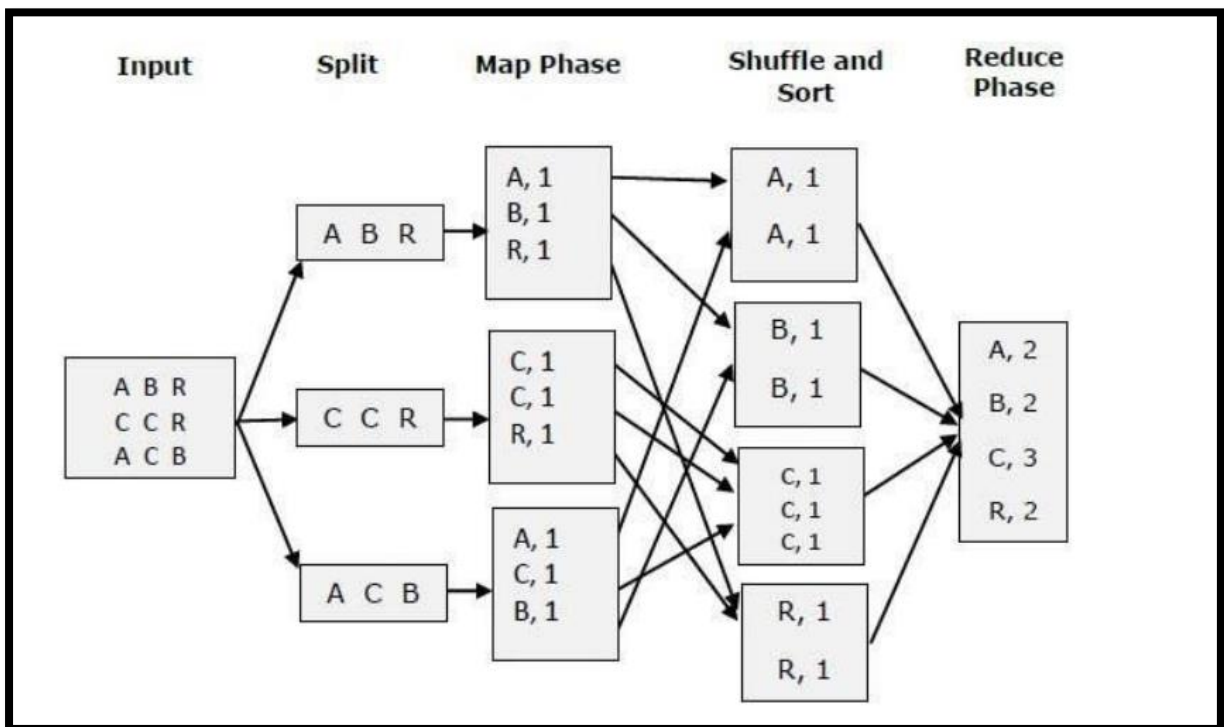 Input
Split
Map Phase
Shuffle and
Sort
Reduce
Phase
A B R
C C R
A C B
A B R
C C R
A C B
A, 1
B, 1
R, 1
C, 1
C, 1
R, 1
A, 1
C, 1
B, 1
A, 1
A, 1
B, 1
B, 1
C, 1
C, 1
C, 1
R, 1
R, 1
A, 2
B, 2
C, 3
R, 2